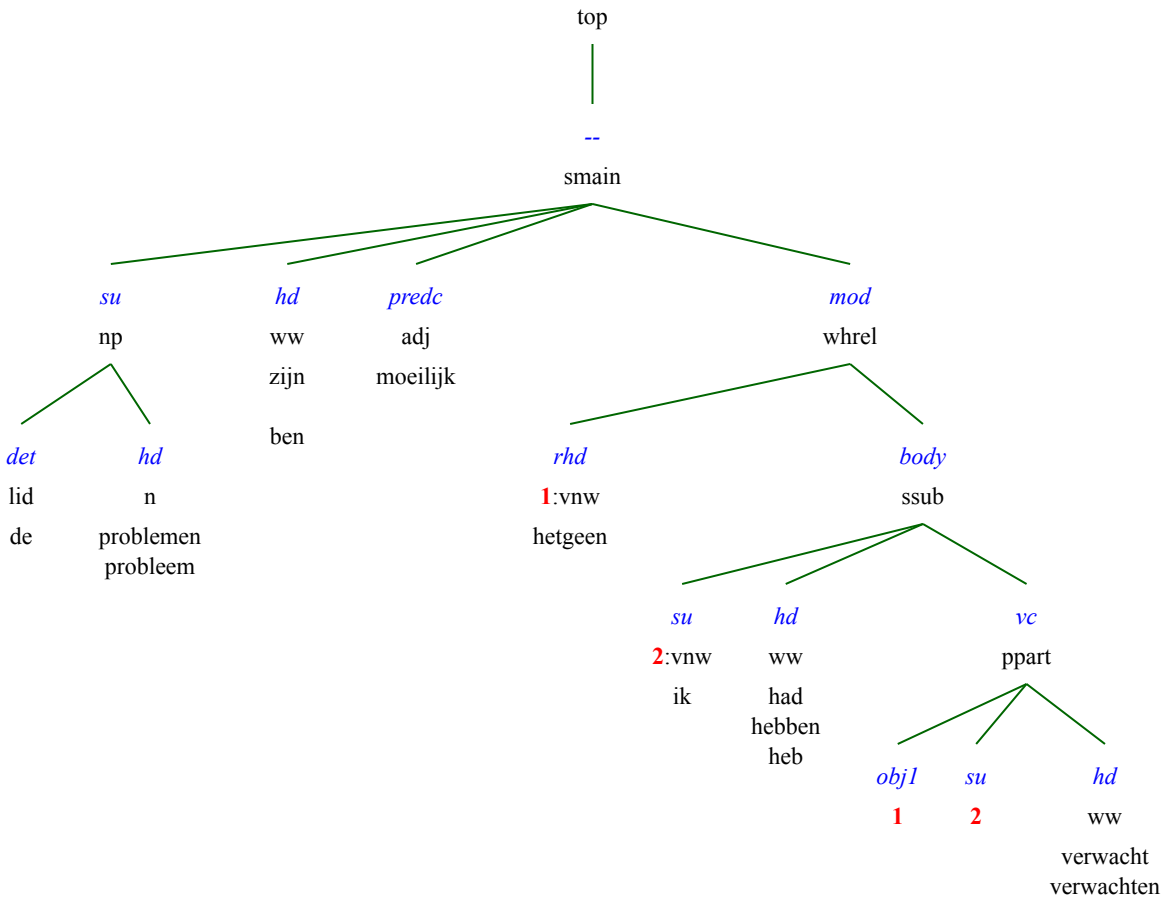 top
--
smain
su hd predc mod
np ww adj whrel
zijn moeilijk
ben
det hd rhd body
lid n 1:vnw ssub
de problemen hetgeen
probleem
su hd vc
2:vnw ww ppart
ik had
hebben
heb
obj1 su hd
1 2 ww
verwacht
verwachten